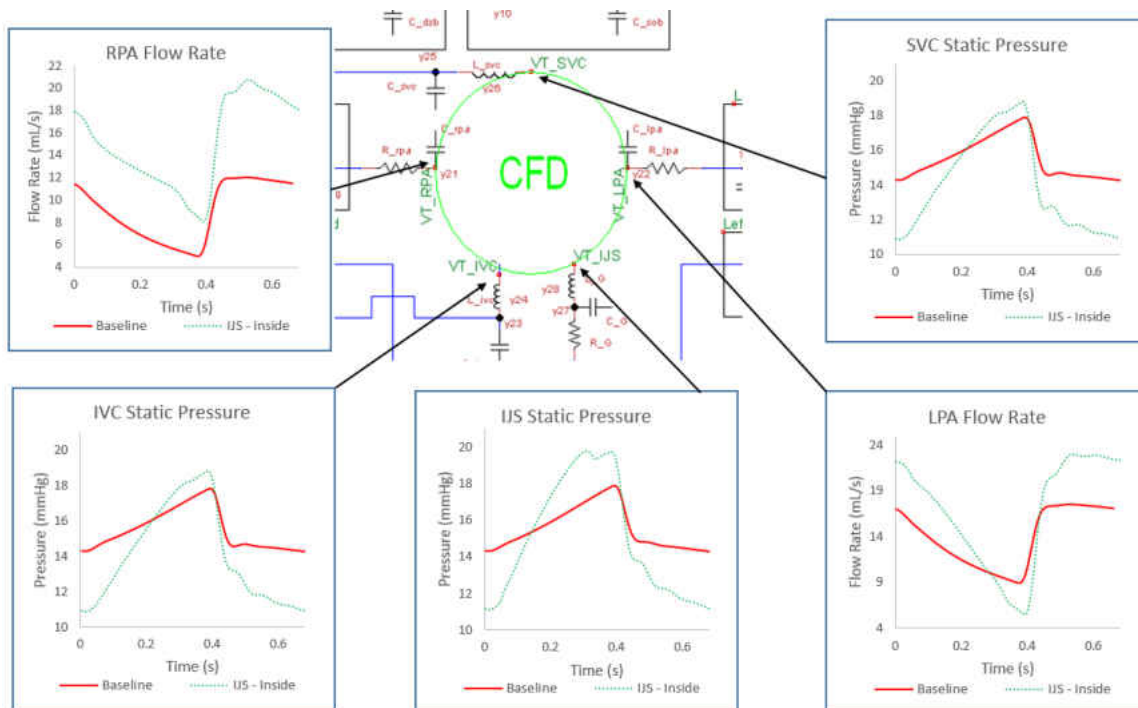 y10
C_dsb
C_sob
RPA Flow Rate
22
20
18
16
14
12
10
8
6
4
0
0.2
0.4
0.6
Flow Rate (mL/s)
Time (s)
Baseline
IJS - Inside
y25
L_svc
VT_SVC
y26
C_svc
C_rpa
R_rpa
y21
VT_RPA
CFD
C_lpa
R_lpa
y22
VT_LPA
VT_IVC
VT_IJS
L_ivc
y24
y23
y28
y27
C_G
R_G
Lef
SVC Static Pressure
20
18
16
14
12
10
0
0.2
0.4
0.6
Pressure (mmHg)
Time (s)
Baseline
IJS - Inside
IVC Static Pressure
20
18
16
14
12
10
0
0.2
0.4
0.6
Pressure (mmHg)
Time (s)
Baseline
IJS - Inside
IJS Static Pressure
20
18
16
14
12
10
0
0.2
0.4
0.6
Pressure (mmHg)
Time (s)
Baseline
IJS - Inside
LPA Flow Rate
24
19
14
9
4
0
0.2
0.4
0.6
Flow Rate (mL/s)
Time (s)
Baseline
IJS - Inside